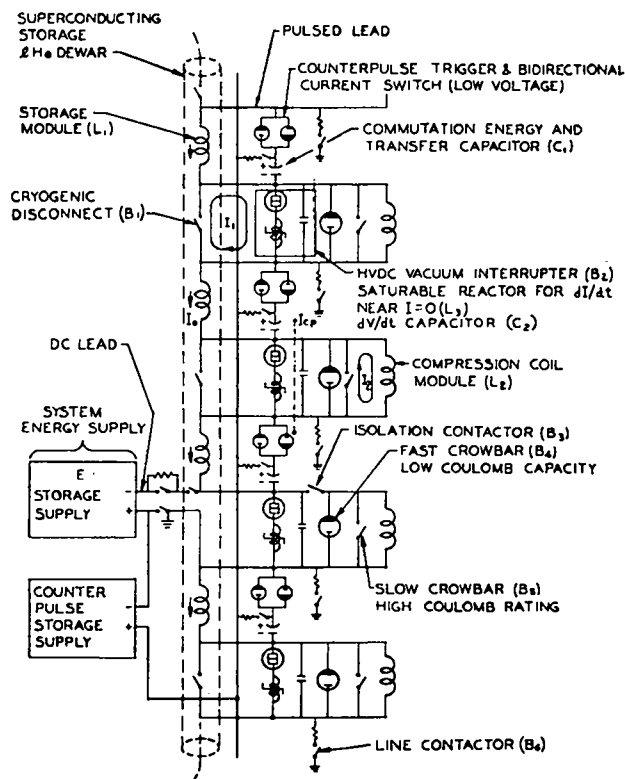 SUPERCONDUCTING
STORAGE
ℓHe DEWAR
PULSED LEAD
COUNTERPULSE TRIGGER & BIDIRECTIONAL
CURRENT SWITCH (LOW VOLTAGE)
STORAGE
MODULE (L₁)
COMMUTATION ENERGY AND
TRANSFER CAPACITOR (C₁)
CRYOGENIC
DISCONNECT (B₁)
I₁
HVDC VACUUM INTERRUPTER (B₂)
SATURABLE REACTOR FOR dI/dt
NEAR I=0 (L₃)
dV/dt CAPACITOR (C₂)
I₀
Icp
DC LEAD
I₂
COMPRESSION COIL
MODULE (L₂)
SYSTEM
ENERGY SUPPLY
ISOLATION CONTACTOR (B₃)
FAST CROWBAR (B₄)
LOW COULOMB CAPACITY
E
STORAGE
SUPPLY
-
+
SLOW CROWBAR (B₅)
HIGH COULOMB RATING
COUNTER
PULSE
STORAGE
SUPPLY
-
+
LINE CONTACTOR (B₆)